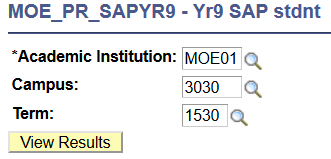 MOE_PR_SAPYR9 - Yr9 SAP stdnt
*Academic Institution: MOE01
Campus: 3030
Term: 1530
View Results